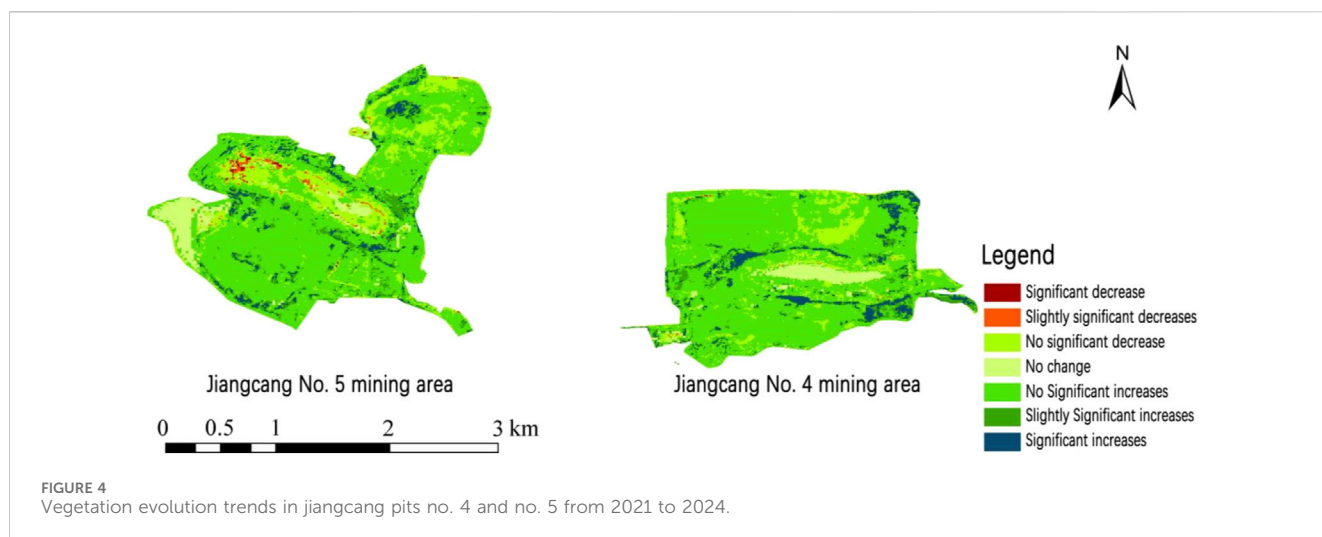 N
Legend
Significant decrease
Slightly significant decreases
No significant decrease
No change
No Significant increases
Slightly Significant increases
Significant increases
Jiangcang No. 5 mining area
Jiangcang No. 4 mining area
0 0.5 1 2 3 km
FIGURE 4
Vegetation evolution trends in jiangcang pits no. 4 and no. 5 from 2021 to 2024.